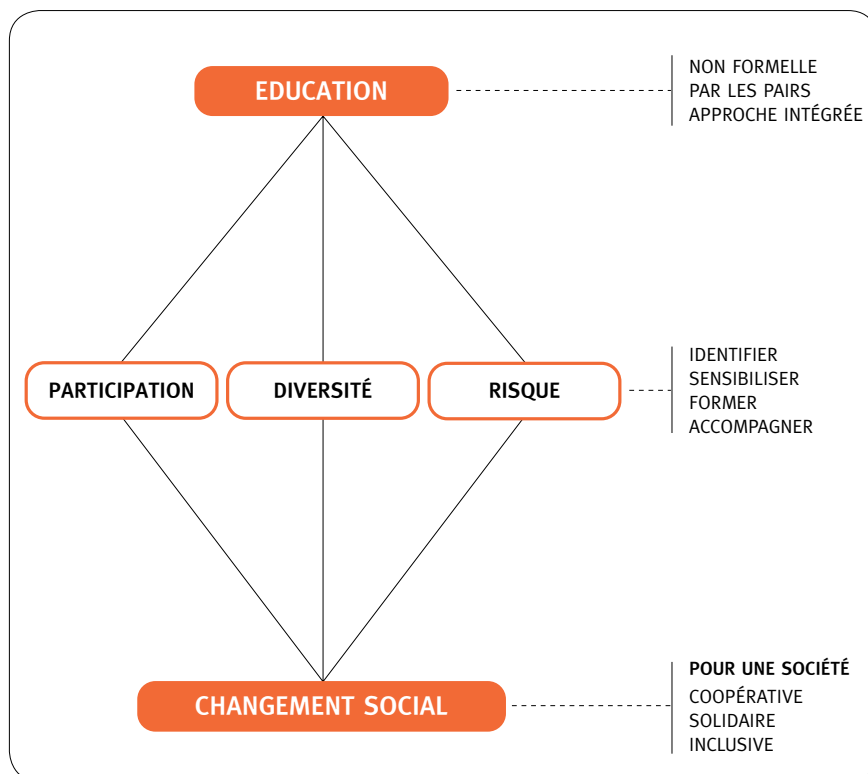 EDUCATION
NON FORMELLE
PAR LES PAIRS
APPROCHE INTÉGRÉE
PARTICIPATION
DIVERSITÉ
RISQUE
IDENTIFIER
SENSIBILISER
FORMER
ACCOMPAGNER
CHANGEMENT SOCIAL
POUR UNE SOCIÉTÉ
COOPÉRATIVE
SOLIDAIRE
INCLUSIVE